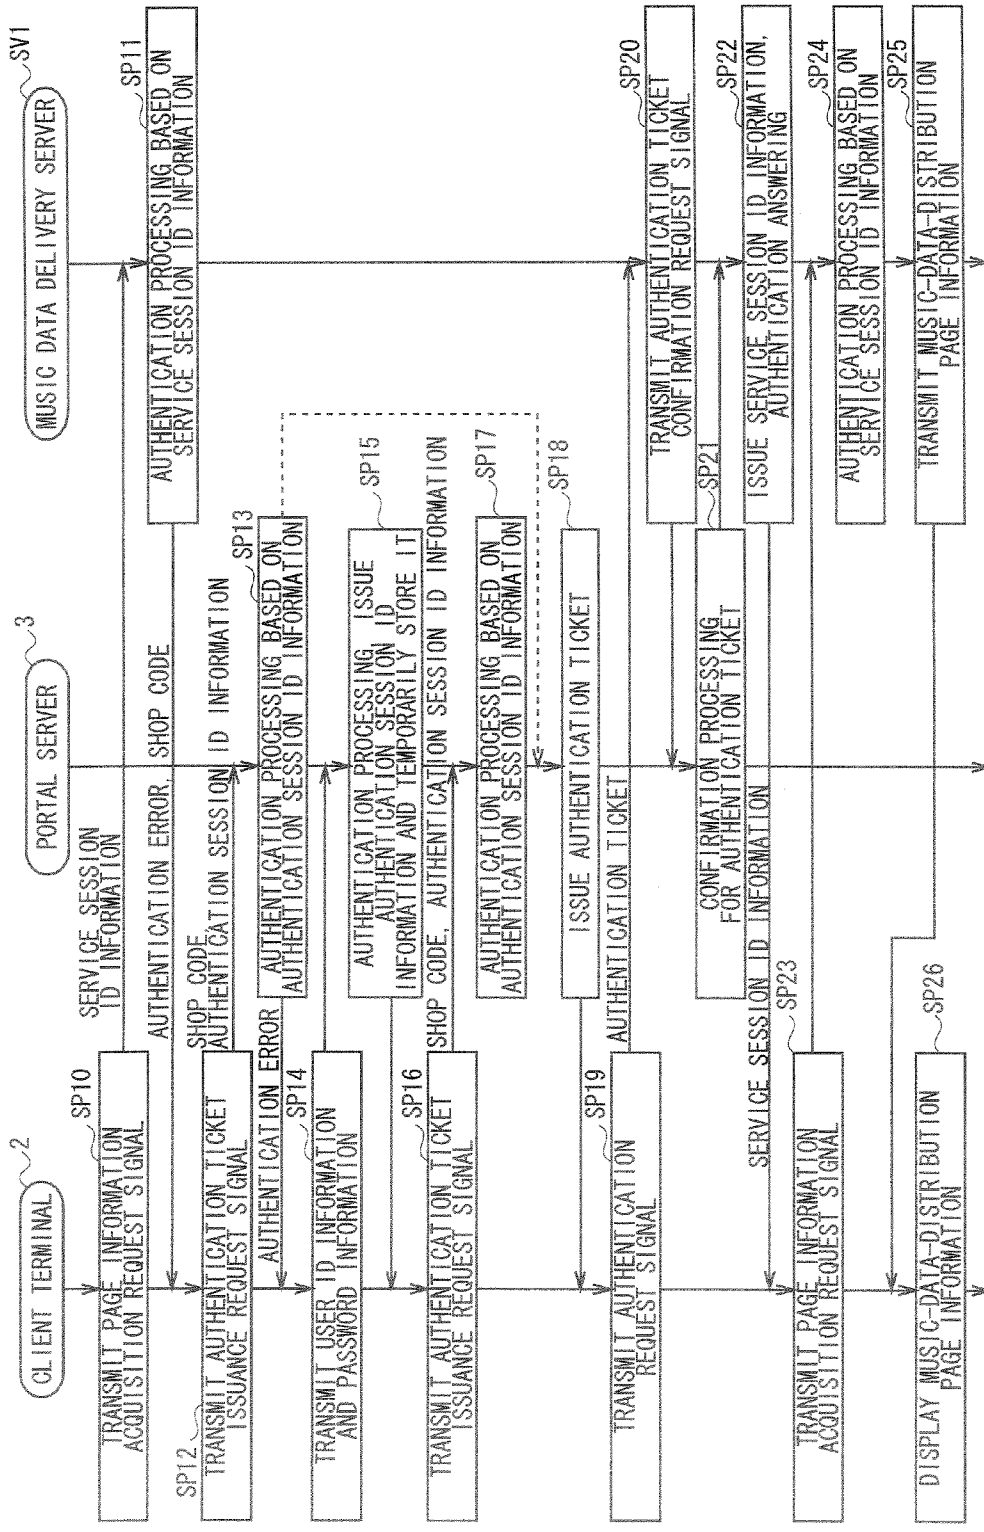 CLIENT TERMINAL
2
PORTAL SERVER
3
MUSIC DATA DELIVERY SERVER
SV1
SP10
TRANSMIT PAGE INFORMATION
ACQUISITION REQUEST SIGNAL
SERVICE SESSION
ID INFORMATION
SP11
AUTHENTICATION PROCESSING BASED ON
SERVICE SESSION ID INFORMATION
AUTHENTICATION ERROR, SHOP CODE
SP12
TRANSMIT AUTHENTICATION TICKET
ISSUANCE REQUEST SIGNAL
SHOP CODE,
AUTHENTICATION SESSION ID INFORMATION
SP13
AUTHENTICATION PROCESSING BASED ON
AUTHENTICATION SESSION ID INFORMATION
AUTHENTICATION ERROR
SP14
TRANSMIT USER ID INFORMATION
AND PASSWORD INFORMATION
SP15
AUTHENTICATION PROCESSING, ISSUE
AUTHENTICATION SESSION ID
INFORMATION AND TEMPORARILY STORE IT
SP16
TRANSMIT AUTHENTICATION TICKET
ISSUANCE REQUEST SIGNAL
SHOP CODE, AUTHENTICATION SESSION ID INFORMATION
SP17
AUTHENTICATION PROCESSING BASED ON
AUTHENTICATION SESSION ID INFORMATION
SP18
ISSUE AUTHENTICATION TICKET
SP19
TRANSMIT AUTHENTICATION
REQUEST SIGNAL
AUTHENTICATION TICKET
SP20
TRANSMIT AUTHENTICATION TICKET
CONFIRMATION REQUEST SIGNAL
SP21
CONFIRMATION PROCESSING
FOR AUTHENTICATION TICKET
SP22
ISSUE SERVICE SESSION ID INFORMATION,
AUTHENTICATION ANSWERING
SERVICE SESSION ID INFORMATION
SP23
TRANSMIT PAGE INFORMATION
ACQUISITION REQUEST SIGNAL
SP24
AUTHENTICATION PROCESSING BASED ON
SERVICE SESSION ID INFORMATION
SP25
TRANSMIT MUSIC-DATA-DISTRIBUTION
PAGE INFORMATION
SP26
DISPLAY MUSIC-DATA-DISTRIBUTION
PAGE INFORMATION